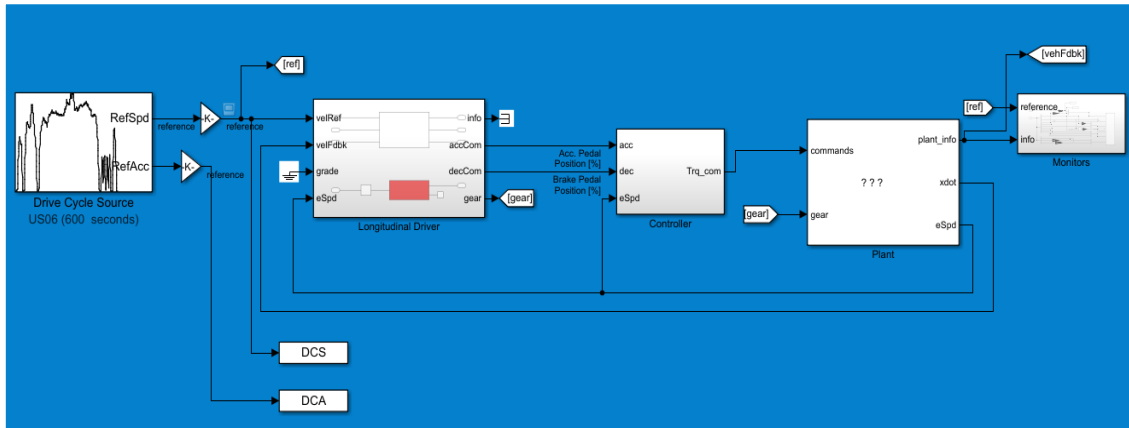 [ref]
[vehFdbk]
RefSpd
reference
-K-
reference
RefAcc
-K-
reference
Drive Cycle Source
US06 (600 seconds)
velRef
velFdbk
grade
eSpd
info
accCom
decCom
gear
Longitudinal Driver
[gear]
Acc. Pedal
Position [%]
Brake Pedal
Position [%]
acc
dec
eSpd
Trq_com
Controller
commands
gear
[gear]
? ? ?
plant_info
xdot
eSpd
Plant
[ref]
reference
info
Monitors
DCS
DCA